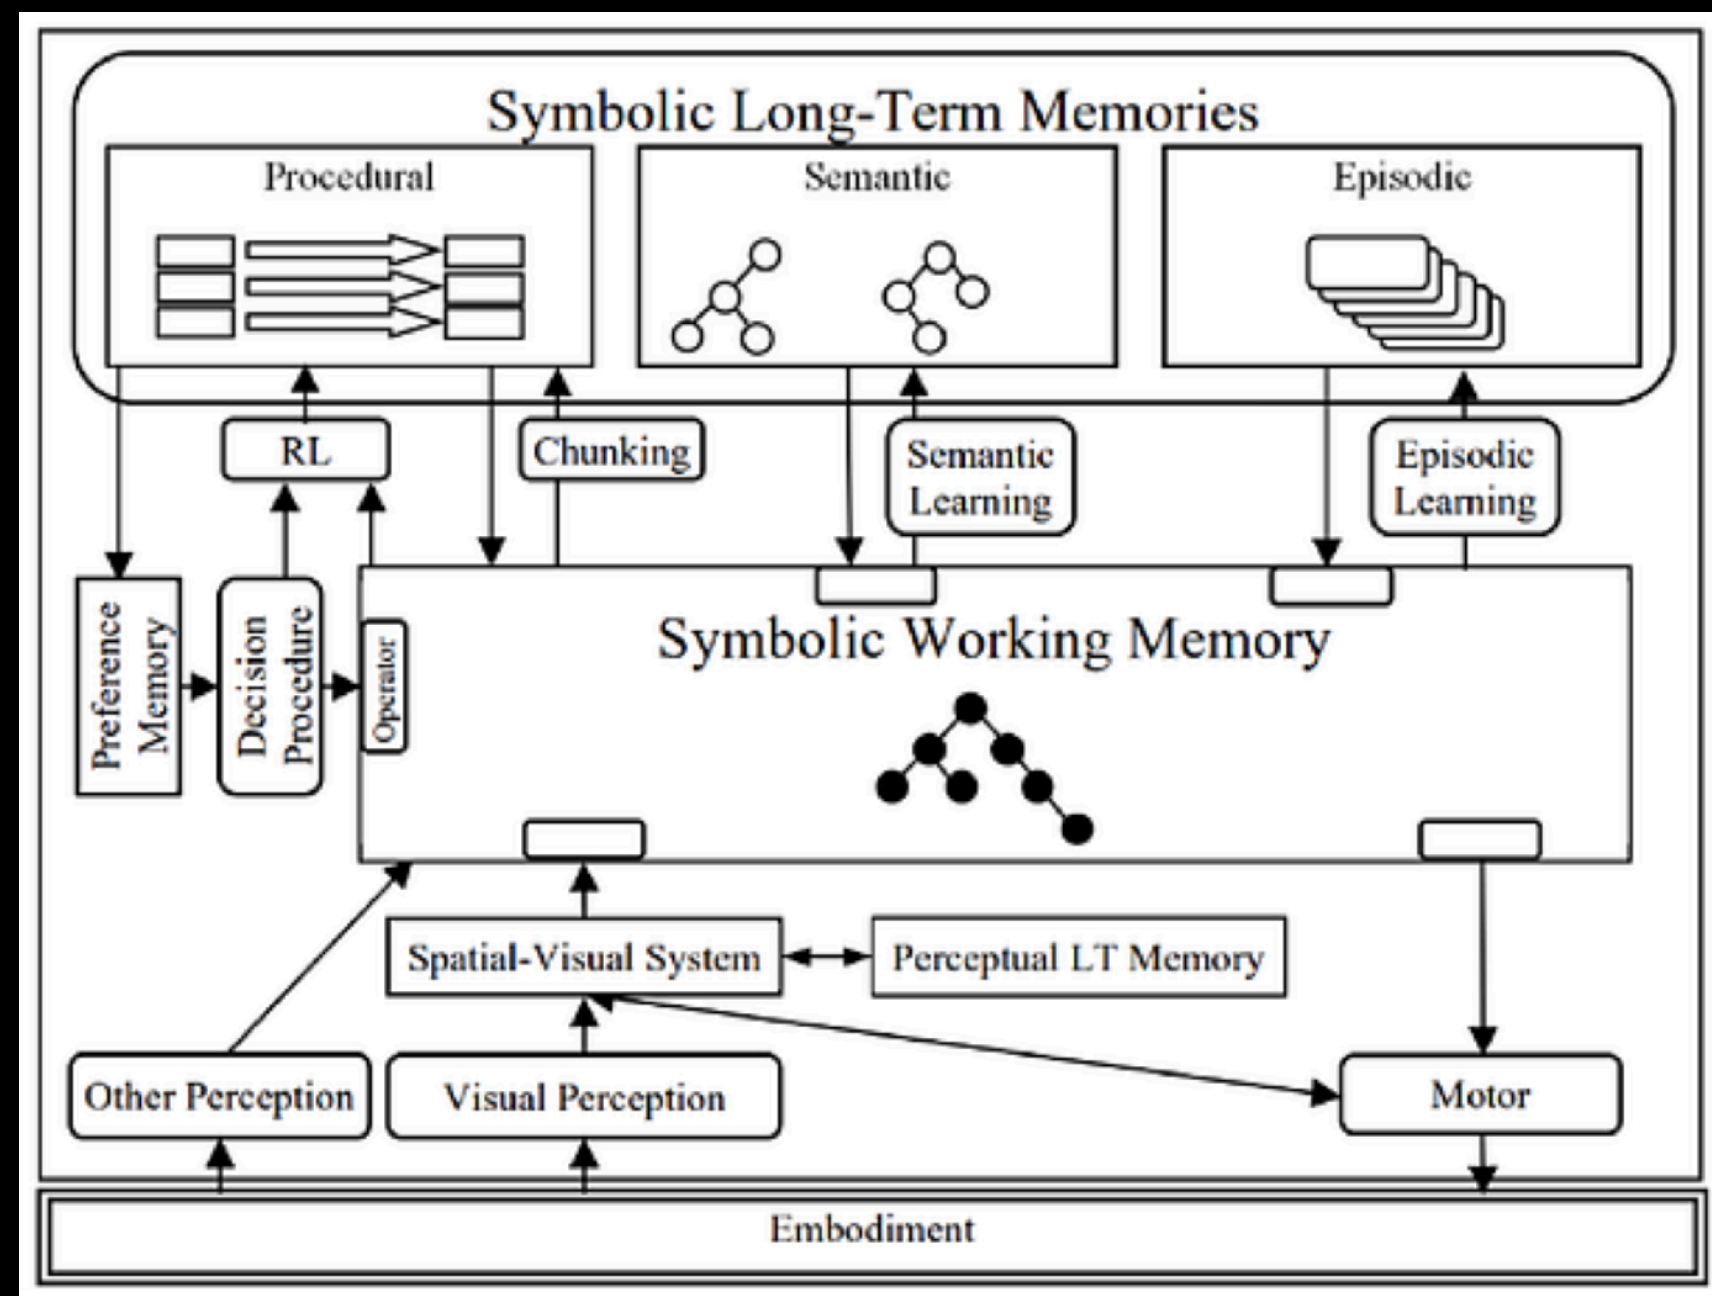 Symbolic Long-Term Memories
Procedural
Semantic
Episodic
RL
Chunking
Semantic
Learning
Episodic
Learning
Preference
Memory
Decision
Procedure
Operator
Symbolic Working Memory
Spatial-Visual System
Perceptual LT Memory
Other Perception
Visual Perception
Motor
Embodiment